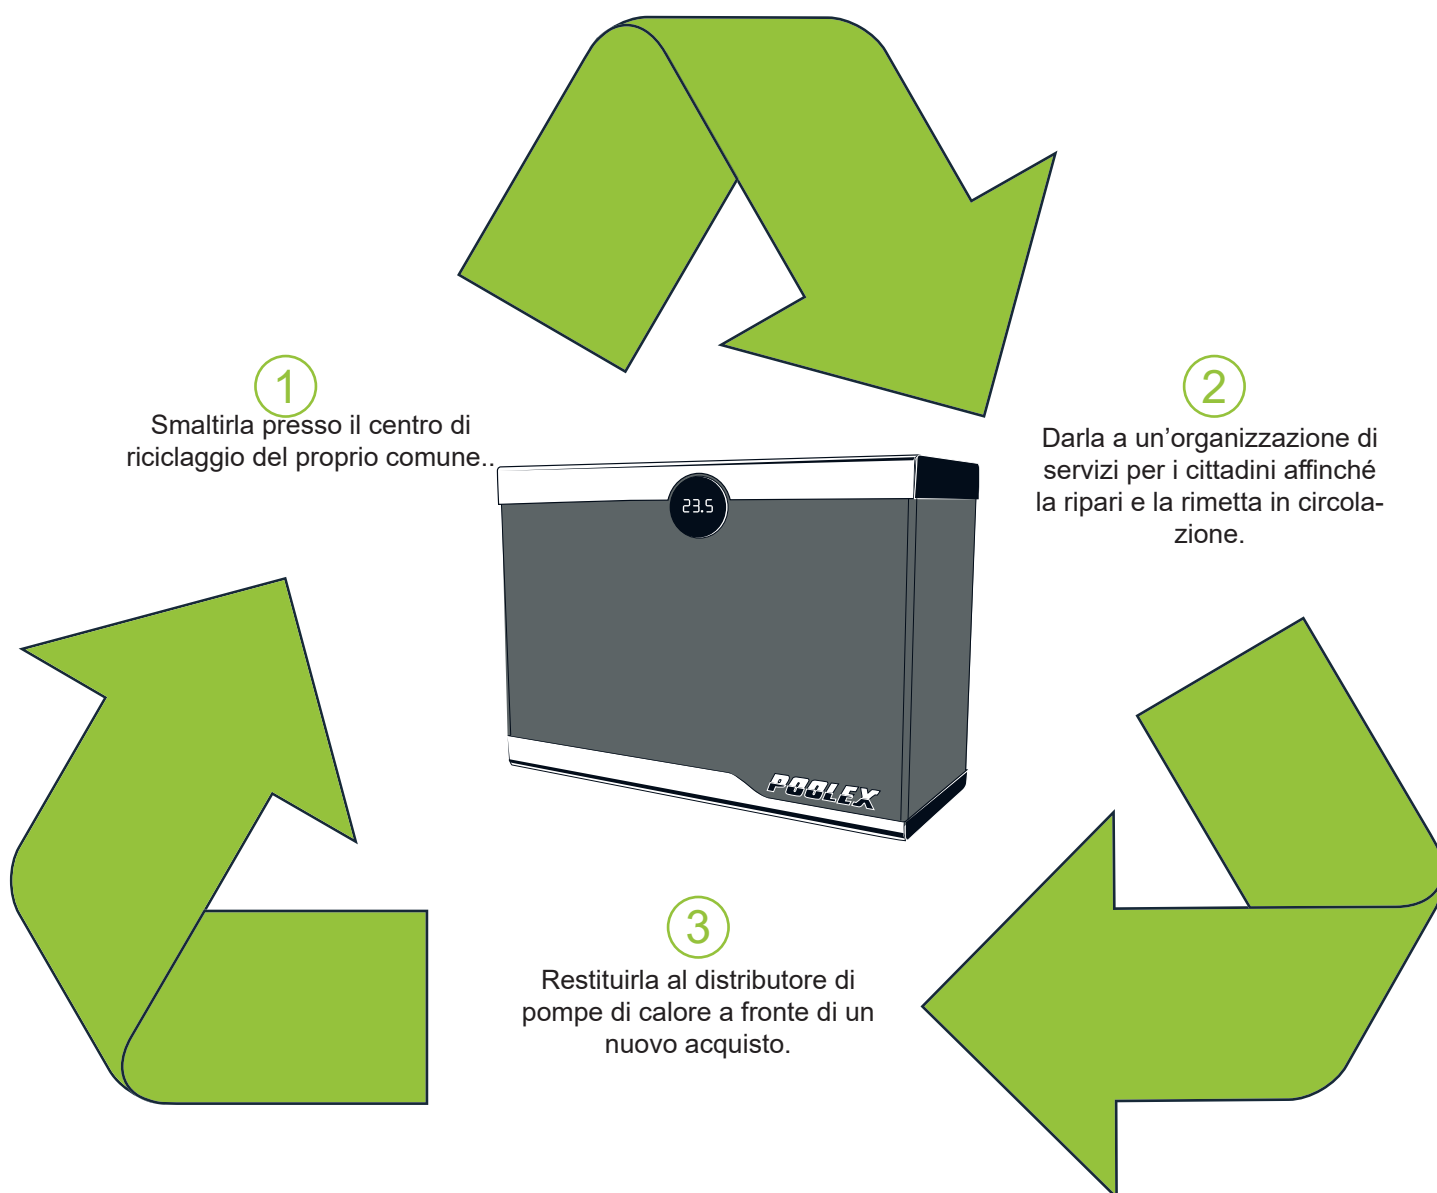 1
Smaltirla presso il centro di
riciclaggio del proprio comune..
2
Darla a un’organizzazione di
servizi per i cittadini affinché
la ripari e la rimetta in circola-
zione.
23.5
POOLEX
3
Restituirla al distributore di
pompe di calore a fronte di un
nuovo acquisto.